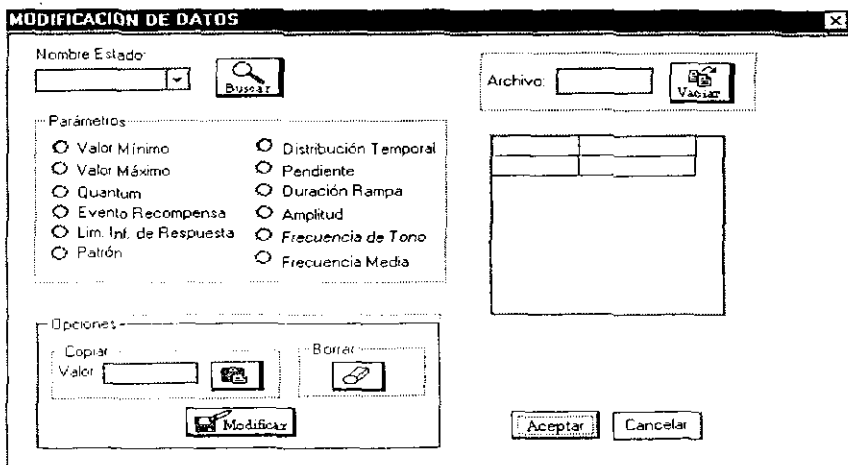 MODIFICACION DE DATOS
Nombre Estado:
Buscar
Archivo:
Vaciar
Parámetros
Valor Mínimo
Valor Máximo
Quantum
Evento Recompensa
Lim. Inf. de Respuesta
Patrón
Distribución Temporal
Pendiente
Duración Rampa
Amplitud
Frecuencia de Tono
Frecuencia Media
Opciones
Copiar
Valor
Borrar
Modificar
Aceptar
Cancelar